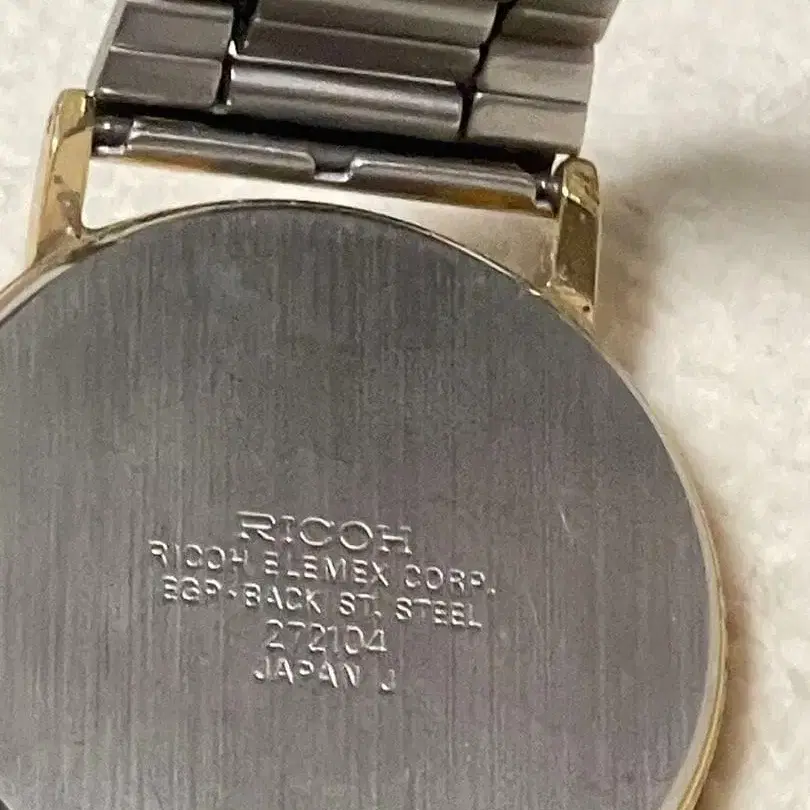 RICOH
RICOH ELEMEX CORP.
EGP-BACK ST. STEEL
272104
JAPAN J